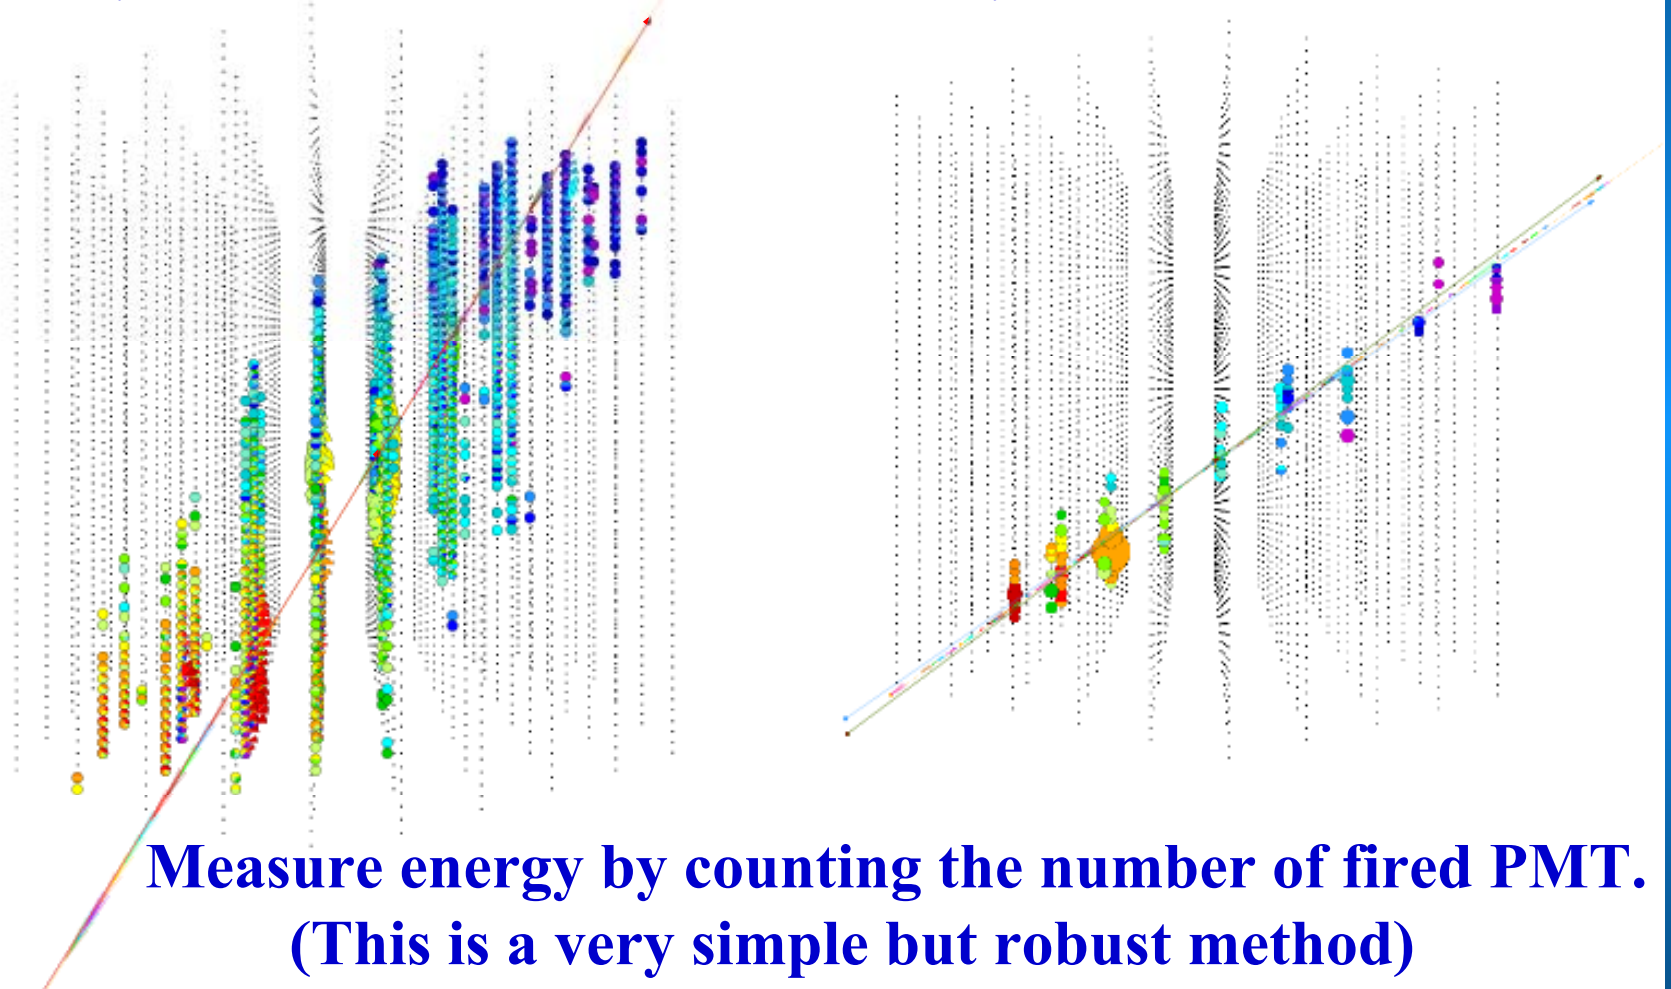 Measure energy by counting the number of fired PMT.
(This is a very simple but robust method)